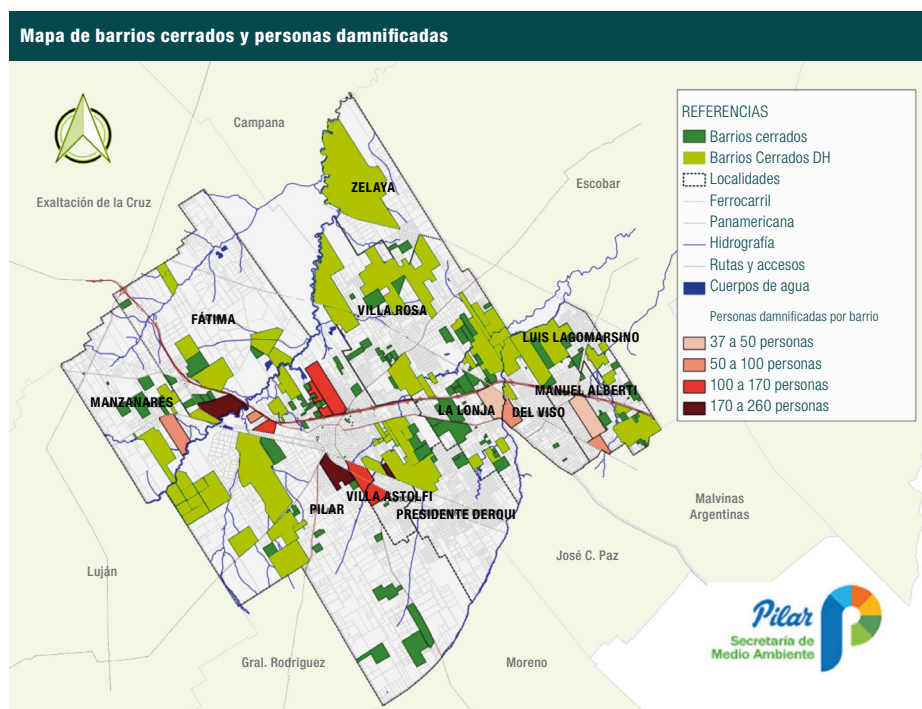 Mapa de barrios cerrados y personas damnificadas
Campana
Exaltación de la Cruz
Escobar
ZELAYA
FÁTIMA
VILLA ROSA
LUIS LAGOMARSINO
MANZANARES
MANUEL ALBERTI
LA LONJA
DEL VISO
VILLA ASTOLFI
PILAR
PRESIDENTE DERQUI
Malvinas
Argentinas
José C. Paz
Luján
Gral. Rodriguez
Moreno
REFERENCIAS
Barrios cerrados
Barrios Cerrados DH
Localidades
Ferrocarril
Panamericana
Hidrografía
Rutas y accesos
Cuerpos de agua
Personas damnificadas por barrio
37 a 50 personas
50 a 100 personas
100 a 170 personas
170 a 260 personas
Pilar
Secretaría de
Medio Ambiente